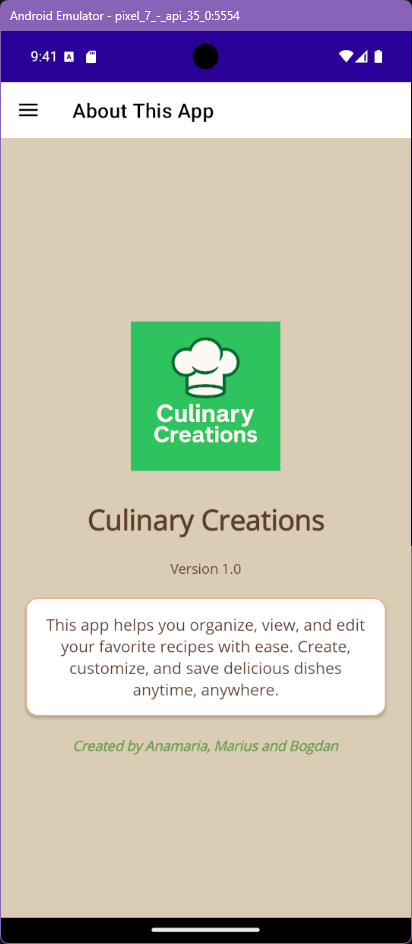 Android Emulator - pixel_7_-_api_35_0:5554
9:41
About This App
Culinary
Creations
Culinary Creations
Version 1.0
This app helps you organize, view, and edit
your favorite recipes with ease. Create,
customize, and save delicious dishes
anytime, anywhere.
Created by Anamaria, Marius and Bogdan